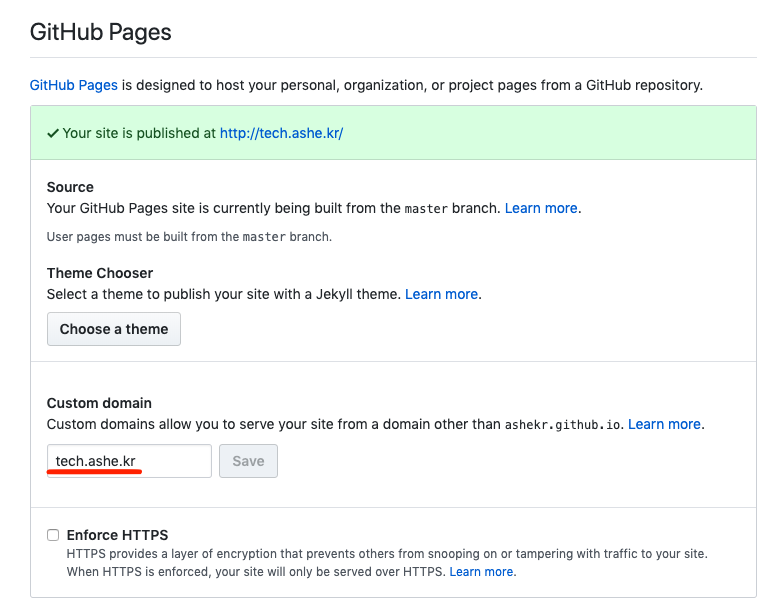 GitHub Pages
GitHub Pages is designed to host your personal, organization, or project pages from a GitHub repository.
Your site is published at http://tech.ashe.kr/
Source
Your GitHub Pages site is currently being built from the master branch. Learn more.
User pages must be built from the master branch.
Theme Chooser
Select a theme to publish your site with a Jekyll theme. Learn more.
Choose a theme
Custom domain
Custom domains allow you to serve your site from a domain other than ashekr.github.io. Learn more.
tech.ashe.kr Save
Enforce HTTPS
HTTPS provides a layer of encryption that prevents others from snooping on or tampering with traffic to your site.
When HTTPS is enforced, your site will only be served over HTTPS. Learn more.